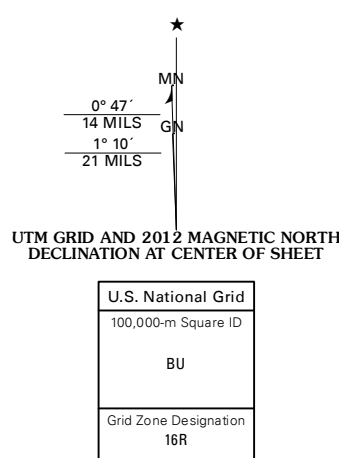 ★
MN
0° 47´
14 MILS
GN
1° 10´
21 MILS
UTM GRID AND 2012 MAGNETIC NORTH
DECLINATION AT CENTER OF SHEET
U.S. National Grid
100,000-m Square ID
BU
Grid Zone Designation
16R